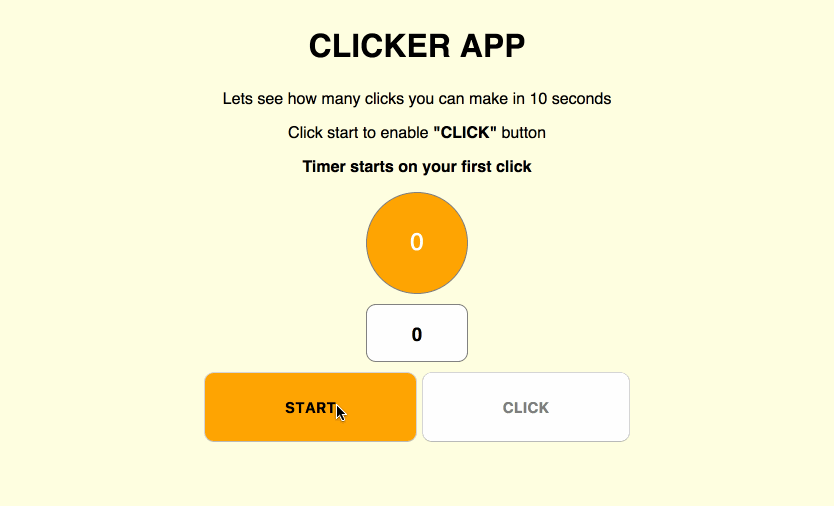 CLICKER APP
Lets see how many clicks you can make in 10 seconds
Click start to enable "CLICK" button
Timer starts on your first click
0
0
START
CLICK